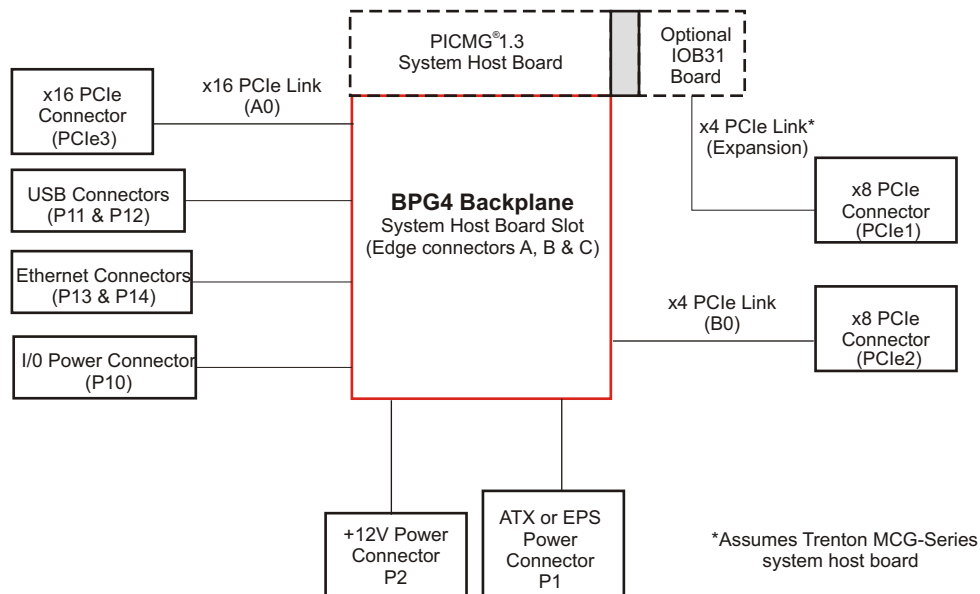 PICMG®1.3
System Host Board
Optional
IOB31
Board
x16 PCIe Link
(A0)
x16 PCIe
Connector
(PCIe3)
x4 PCIe Link*
(Expansion)
USB Connectors
(P11 & P12)
BPG4 Backplane
System Host Board Slot
(Edge connectors A, B & C)
x8 PCIe
Connector
(PCIe1)
Ethernet Connectors
(P13 & P14)
x4 PCIe Link
(B0)
x8 PCIe
Connector
(PCIe2)
I/0 Power Connector
(P10)
+12V Power
Connector
P2
ATX or EPS
Power
Connector
P1
*Assumes Trenton MCG-Series
system host board